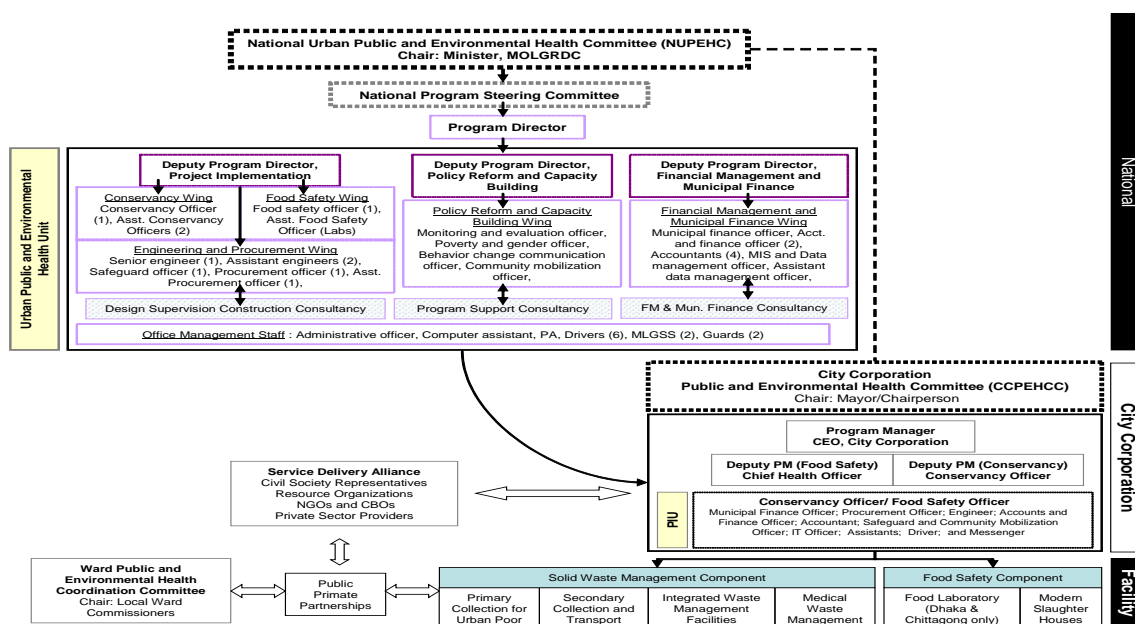 National Urban Public and Environmental Health Committee (NUPEHC)
Chair: Minister, MOLGRDC
National Program Steering Committee
Program Director
National
Urban Public and Environmental
Health Unit
Deputy Program Director,
Project Implementation
Conservancy Wing
Conservancy Officer
(1), Asst. Conservancy
Officers (2)
Food Safety Wing
Food safety officer (1),
Asst. Food Safety
Officer (Labs)
Engineering and Procurement Wing
Senior engineer (1), Assistant engineers (2),
Safeguard officer (1), Procurement officer (1), Asst.
Procurement officer (1),
Design Supervision Construction Consultancy
Deputy Program Director,
Policy Reform and Capacity
Building
Policy Reform and Capacity
Building Wing
Monitoring and evaluation officer,
Poverty and gender officer,
Behavior change communication
officer, Community mobilization
officer,
Program Support Consultancy
Deputy Program Director,
Financial Management and
Municipal Finance
Financial Management and
Municipal Finance Wing
Municipal finance officer, Acct.
and finance officer (2),
Accountants (4), MIS and Data
management officer, Assistant
data management officer,
FM & Mun. Finance Consultancy
Office Management Staff : Administrative officer, Computer assistant, PA, Drivers (6), MLGSS (2), Guards (2)
City Corporation
Public and Environmental Health Committee (CCPEHCC)
Chair: Mayor/Chairperson
City Corporation
Program Manager
CEO, City Corporation
Deputy PM (Food Safety)
Chief Health Officer
Deputy PM (Conservancy)
Conservancy Officer
PIU
Conservancy Officer/ Food Safety Officer
Municipal Finance Officer; Procurement Officer; Engineer; Accounts and
Finance Officer; Accountant; Safeguard and Community Mobilization
Officer; IT Officer; Assistants; Driver; and Messenger
Service Delivery Alliance
Civil Society Representatives
Resource Organizations
NGOs and CBOs
Private Sector Providers
Ward Public and
Environmental Health
Coordination Committee
Chair: Local Ward
Commissioners
Public
Primate
Partnerships
Solid Waste Management Component
Primary
Collection for
Urban Poor
Secondary
Collection and
Transport
Integrated Waste
Management
Facilities
Medical
Waste
Management
Food Safety Component
Food Laboratory
(Dhaka &
Chittagong only)
Modern
Slaughter
Houses
Facility